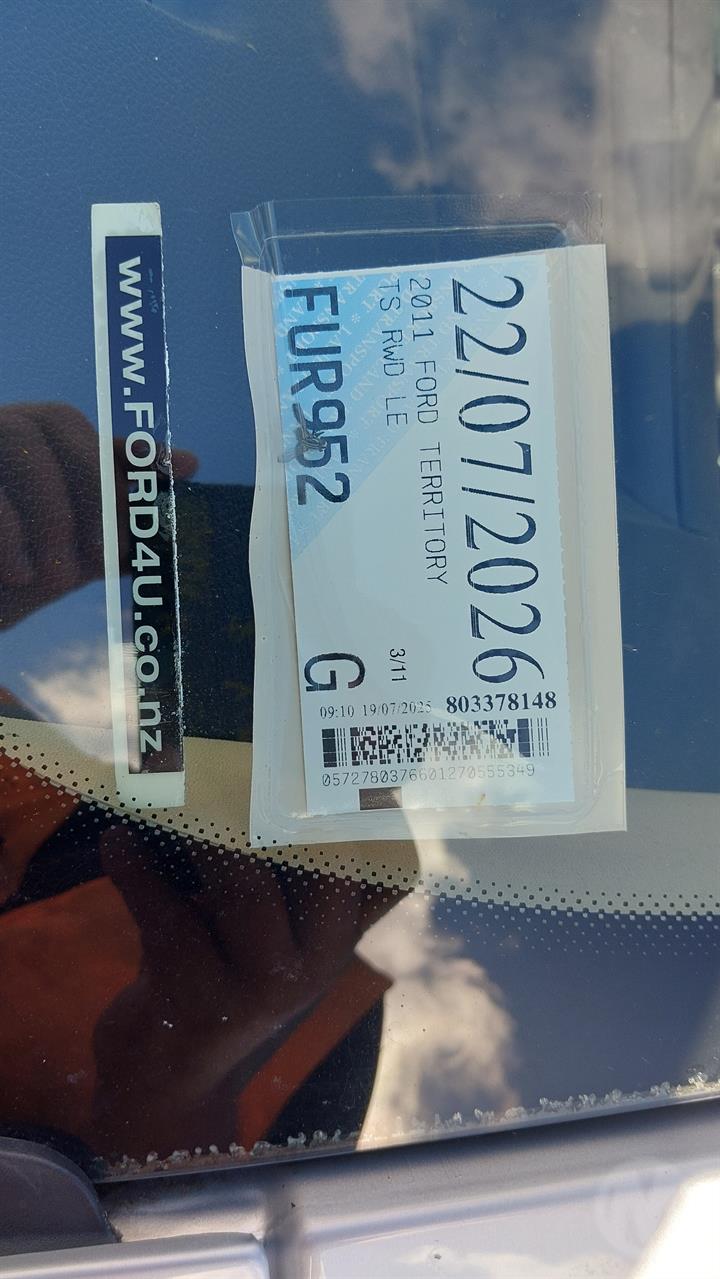 22/07/2026
2011 FORD TERRITORY
TS RWD LE
3/11
FUR952
G
803378148
09:10 19/07/2025
0572780376601270555349
www.FORD4U.co.nz